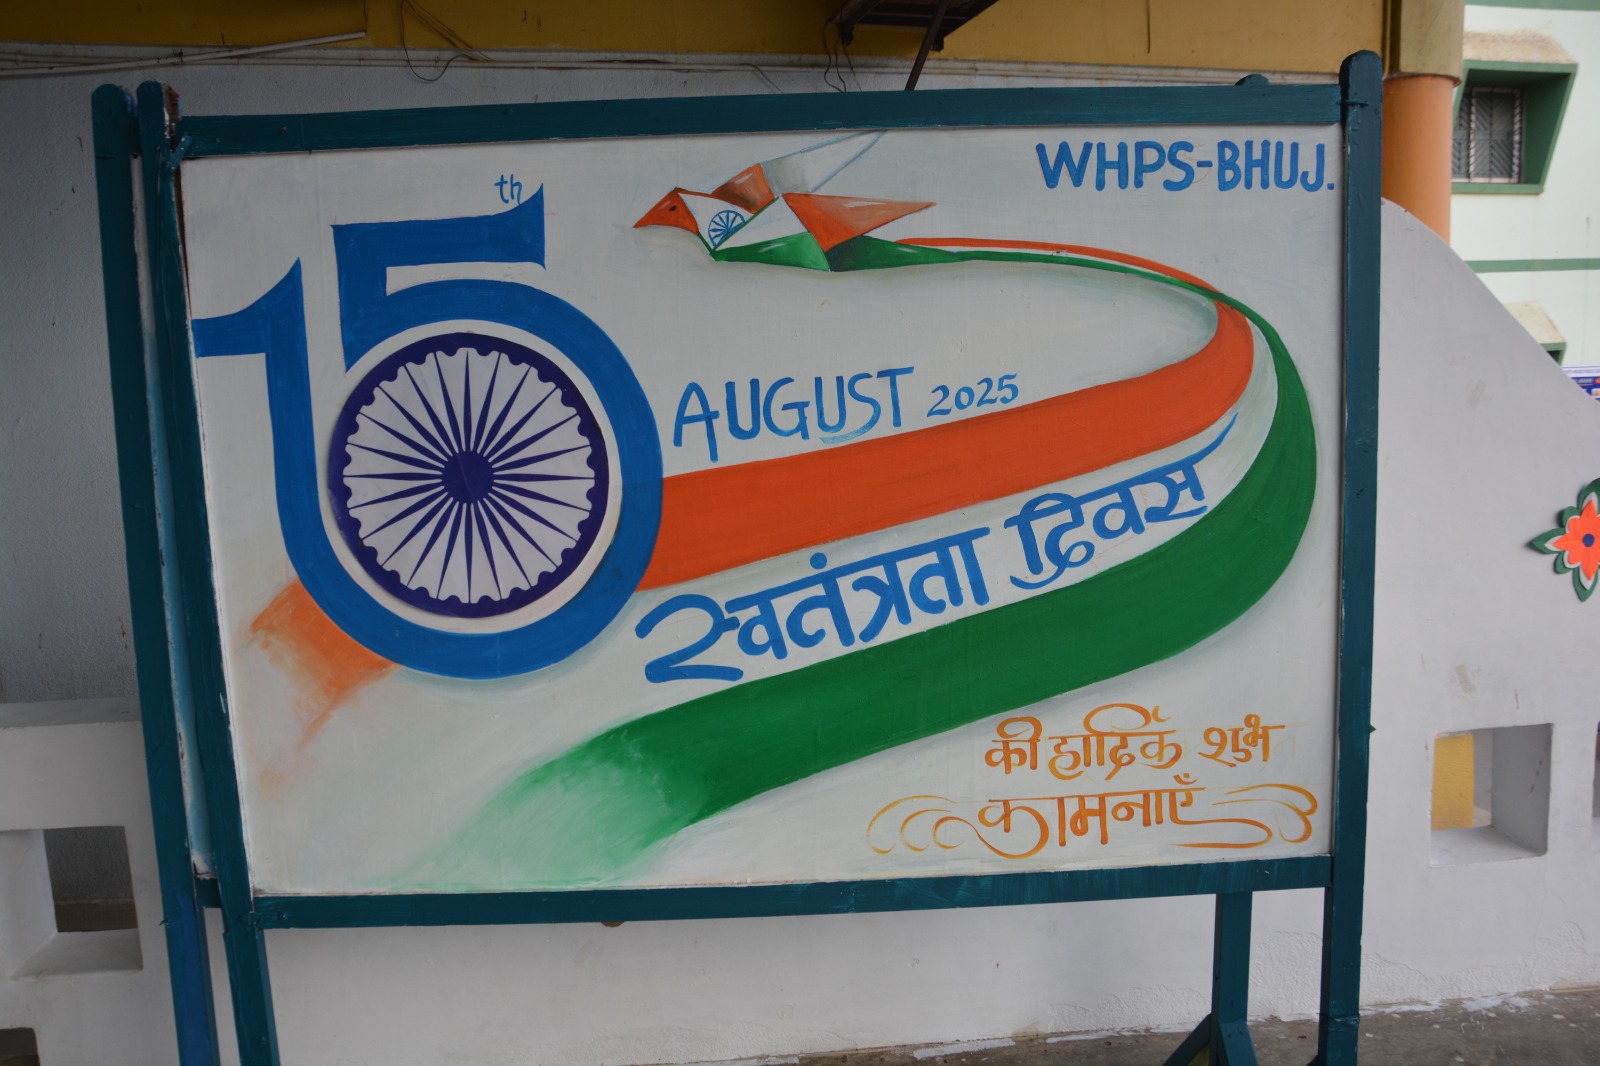 WHPS-BHUJ.
15th
AUGUST 2025
स्वतंत्रता दिवस
की हार्दिक शुभ
कामनाएँ